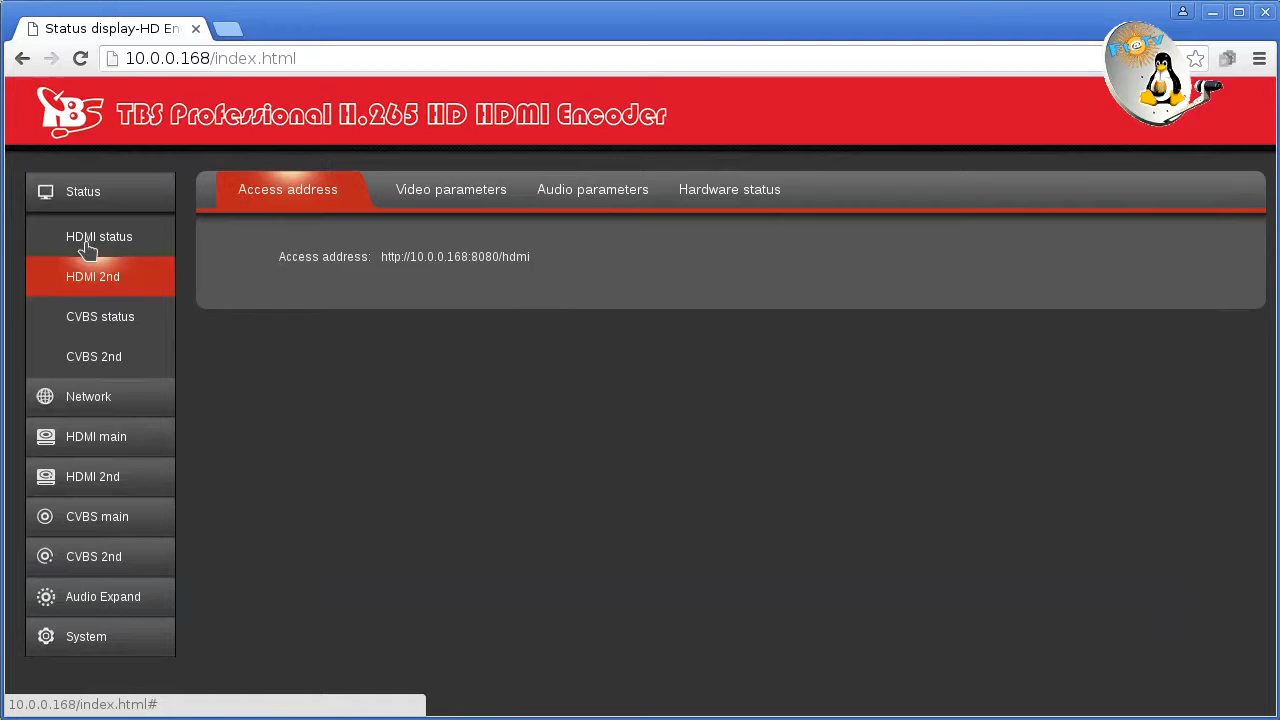 Status display-HD En
10.0.0.168/index.html
FTATV
TBS TBS Professional H.265 HD HDMI Encoder
Status
HDMI status
HDMI 2nd
CVBS status
CVBS 2nd
Network
HDMI main
HDMI 2nd
CVBS main
CVBS 2nd
Audio Expand
System
Access address Video parameters Audio parameters Hardware status
Access address: http://10.0.0.168:8080/hdmi
10.0.0.168/index.html#